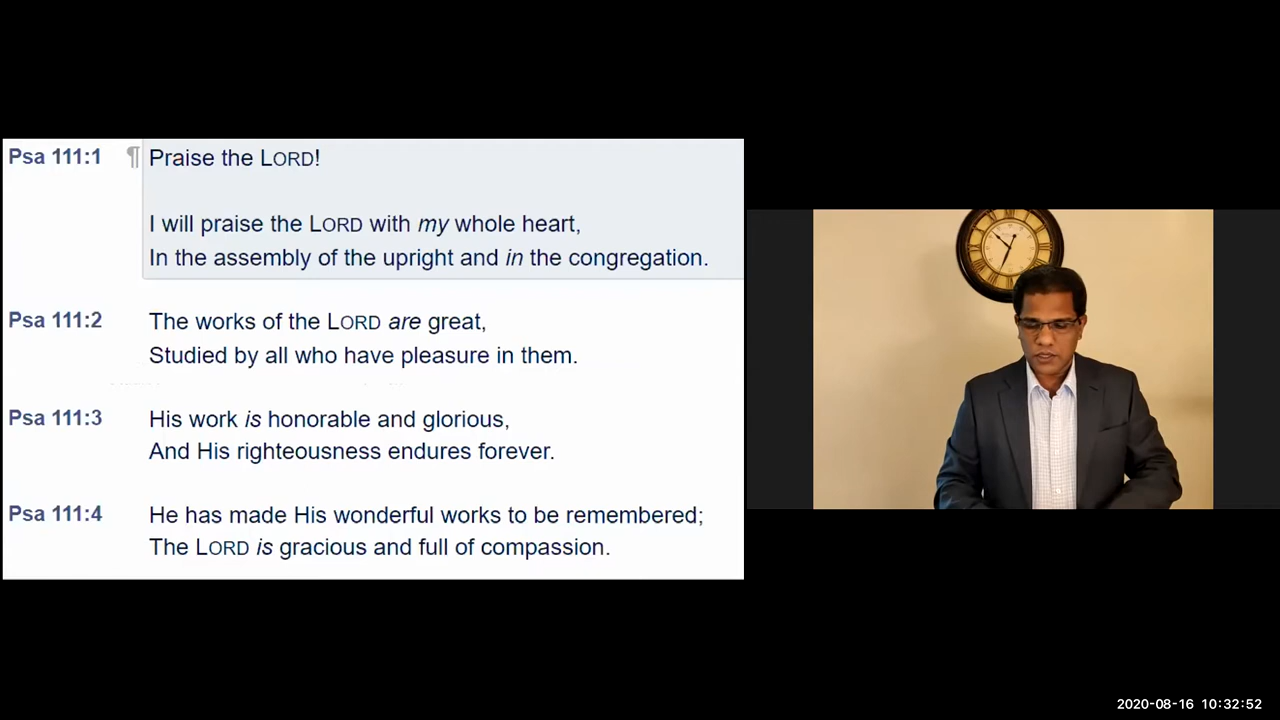 Psa 111:1 ¶ Praise the LORD!
I will praise the LORD with my whole heart,
In the assembly of the upright and in the congregation.
Psa 111:2 The works of the LORD are great,
Studied by all who have pleasure in them.
Psa 111:3 His work is honorable and glorious,
And His righteousness endures forever.
Psa 111:4 He has made His wonderful works to be remembered;
The LORD is gracious and full of compassion.
2020-08-16 10:32:52